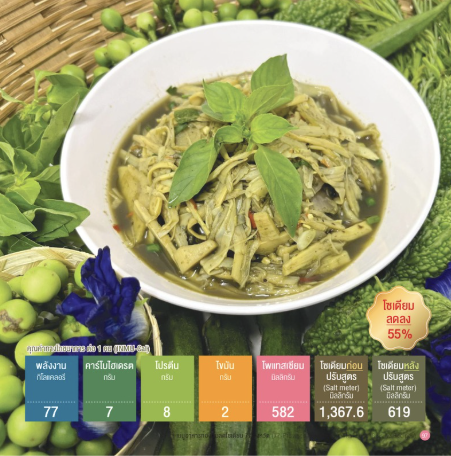 โซเดียม
ลดลง
55%
คุณค่าทางโภชนาการ ต่อ 1 คน (INMU-Sai)
พลังงาน
กิโลแคลอรี่
77
คาร์โบไฮเดรต
กรัม
7
โปรตีน
กรัม
8
ไขมัน
กรัม
2
โพแทสเซียม
มิลลิกรัม
582
โซเดียมก่อน
ปรับสูตร
(Salt meter)
มิลลิกรัม
1,367.6
โซเดียมหลัง
ปรับสูตร
(Salt meter)
มิลลิกรัม
619